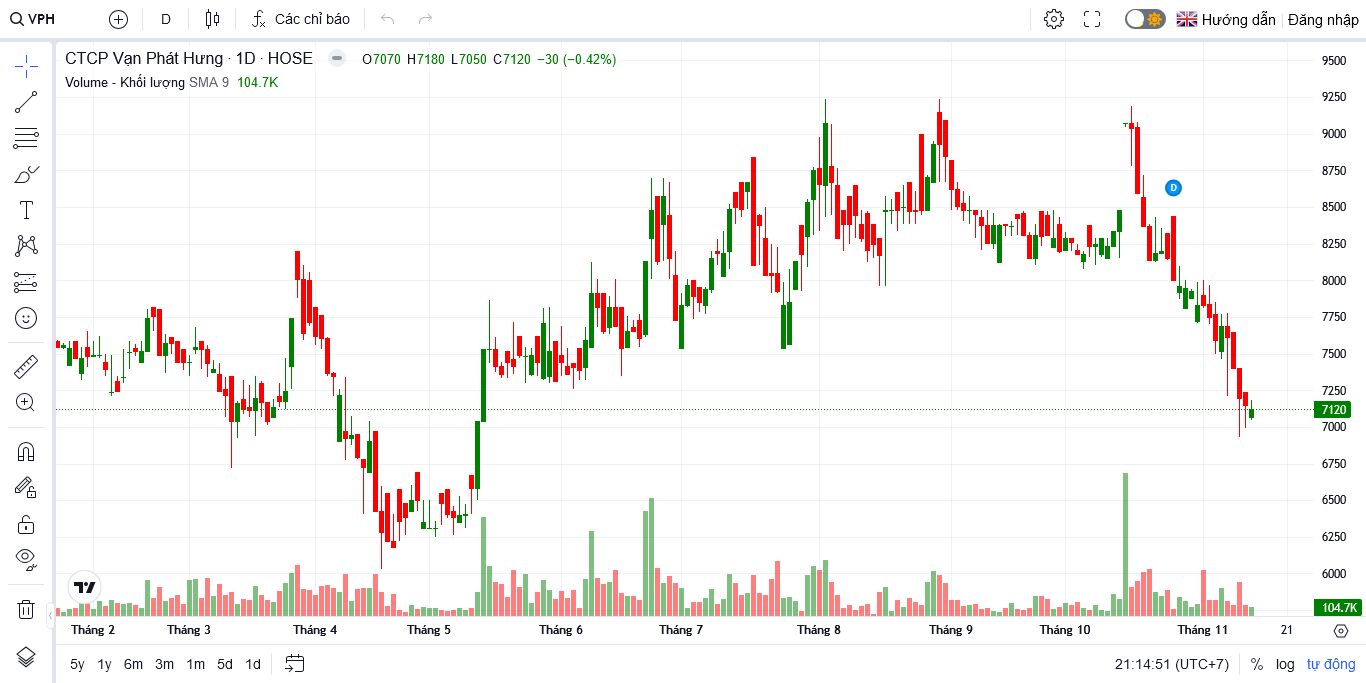 VPH D Các chỉ báo Hướng dẫn Đăng nhập
CTCP Vạn Phát Hưng · 1D · HOSE O7070 H7180 L7050 C7120 −30 (−0.42%)
Volume - Khối lượng SMA 9 104.7K
9500
9250
9000
8750
D
8500
8250
8000
7750
7500
7250
7120
7000
6750
6500
6250
6000
104.7K
Tháng 2 Tháng 3 Tháng 4 Tháng 5 Tháng 6 Tháng 7 Tháng 8 Tháng 9 Tháng 10 Tháng 11 21
5y 1y 6m 3m 1m 5d 1d 21:14:51 (UTC+7) % log tự động